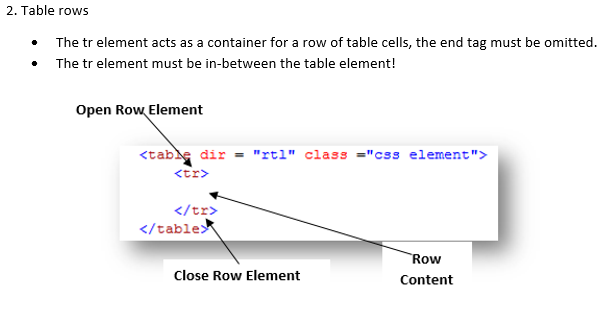 2. Table rows
• The tr element acts as a container for a row of table cells, the end tag must be omitted.
• The tr element must be in-between the table element!
Open Row Element
<table dir = "rtl" class ="css element">
<tr>
</tr>
</table>
Row
Content
Close Row Element